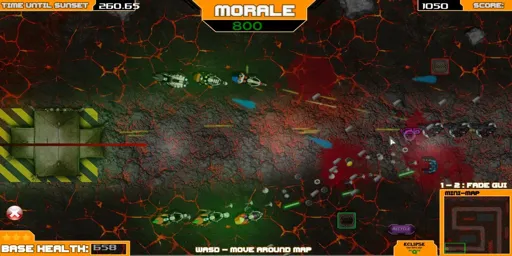 TIME UNTIL SUNSET 260.65
MORALE
800
1050 SCORE:
1 - 2 : FADE GUI
MINI-MAP
ECLIPSE
BASE HEALTH: 658
WASD - MOVE AROUND MAP